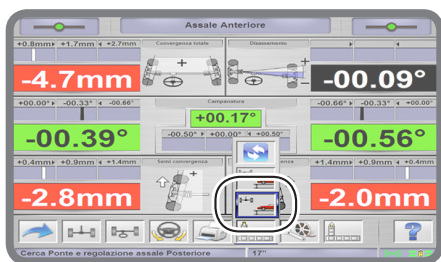 Assale Anteriore
+0.8mm +1.7mm +2.7mm
Convergenza totale
Disassamento
-4.7mm
-00.09°
+00.00° -00.33° -00.66°
Campanatura
-00.66° -00.33° +00.00°
+00.17°
-00.39°
-00.50° +00.00° +00.50°
-00.56°
+0.4mm +0.9mm +1.4mm
Semi convergenza
enza
+1.4mm +0.9mm +0.4mm
-2.8mm
-2.0mm
?
Cerca Ponte e regolazione assale Posteriore
17"